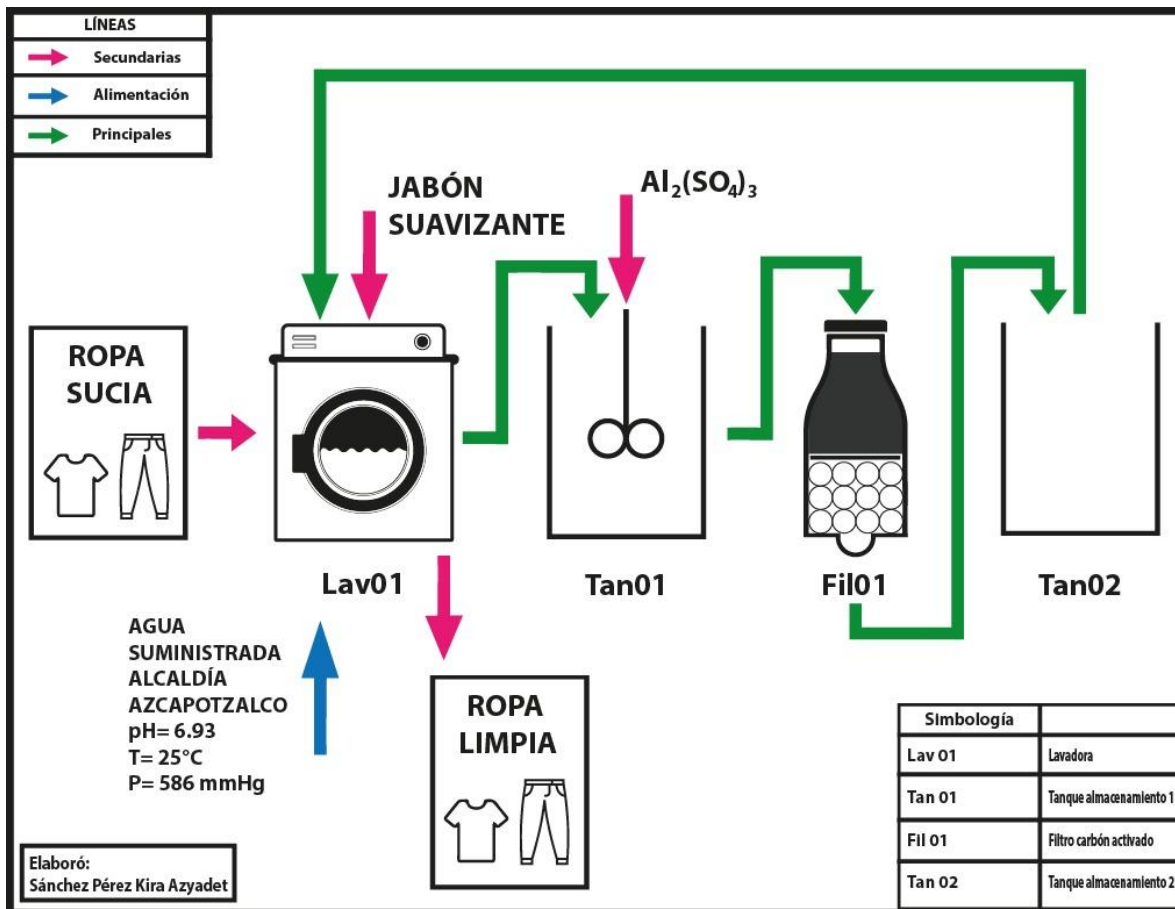 LÍNEAS
Secundarias
Alimentación
Principales
JABÓN
SUAVIZANTE
Al₂(SO₄)₃
ROPA
SUCIA
Lav01
Tan01
Fil01
Tan02
AGUA
SUMINISTRADA
ALCALDÍA
AZCAPOTZALCO
pH= 6.93
T= 25°C
P= 586 mmHg
ROPA
LIMPIA
Simbología
Lav 01 Lavadora
Tan 01 Tanque almacenamiento 1
Fil 01 Filtro carbón activado
Tan 02 Tanque almacenamiento 2
Elaboró:
Sánchez Pérez Kira Azyadet